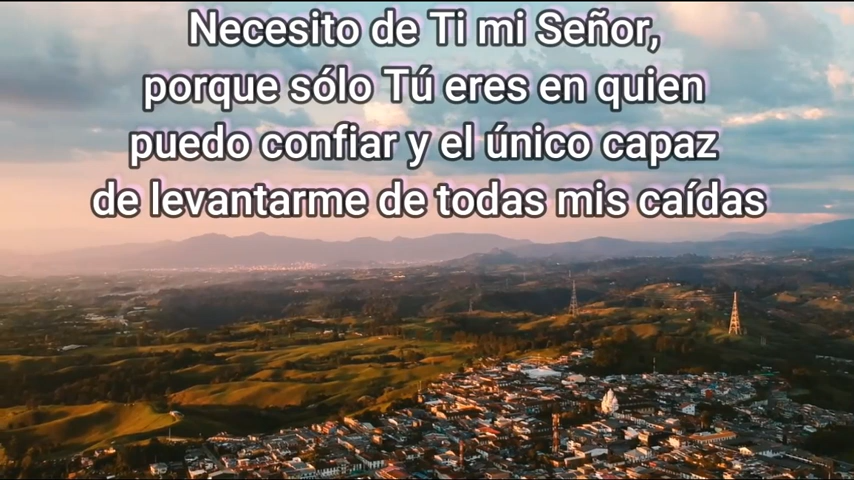 Necesito de Ti mi Señor,
porque sólo Tú eres en quien
puedo confiar y el único capaz
de levantarme de todas mis caídas